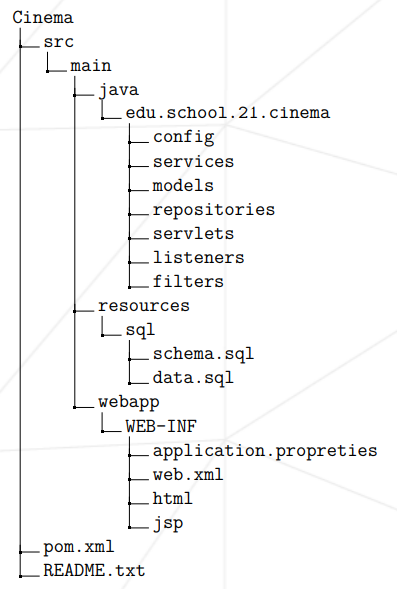 Cinema
src
main
java
edu.school.21.cinema
config
services
models
repositories
servlets
listeners
filters
resources
sql
schema.sql
data.sql
webapp
WEB-INF
application.propreties
web.xml
html
jsp
pom.xml
README.txt